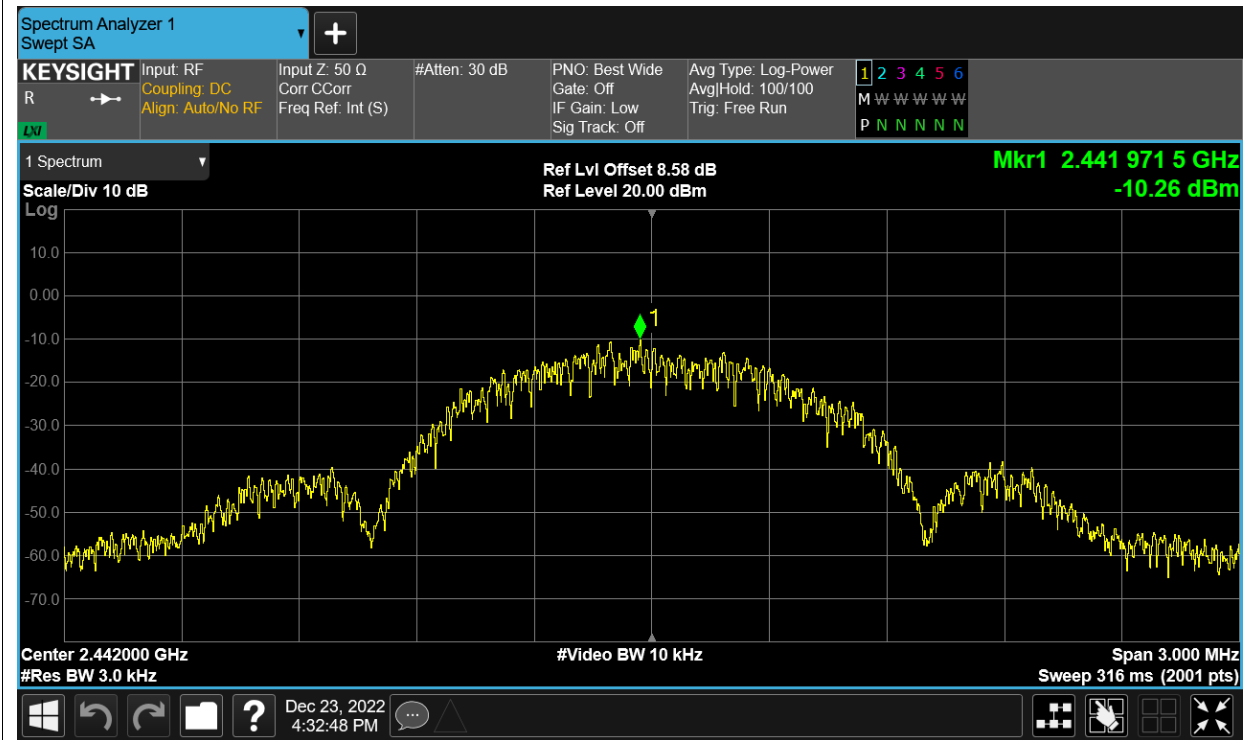 Spectrum Analyzer 1
Swept SA
KEYSIGHT
R
LXI
Input: RF
Coupling: DC
Align: Auto/No RF
Input Z: 50 Ω
Corr CCorr
Freq Ref: Int (S)
#Atten: 30 dB
PNO: Best Wide
Gate: Off
IF Gain: Low
Sig Track: Off
Avg Type: Log-Power
Avg|Hold: 100/100
Trig: Free Run
1 2 3 4 5 6
M W W W W W
P N N N N N
1 Spectrum
Scale/Div 10 dB
Log
Ref Lvl Offset 8.58 dB
Ref Level 20.00 dBm
Mkr1 2.441 971 5 GHz
-10.26 dBm
10.0
0.00
-10.0
-20.0
-30.0
-40.0
-50.0
-60.0
-70.0
1
Center 2.442000 GHz
#Video BW 10 kHz
Span 3.000 MHz
#Res BW 3.0 kHz
Sweep 316 ms (2001 pts)
?
Dec 23, 2022
4:32:48 PM